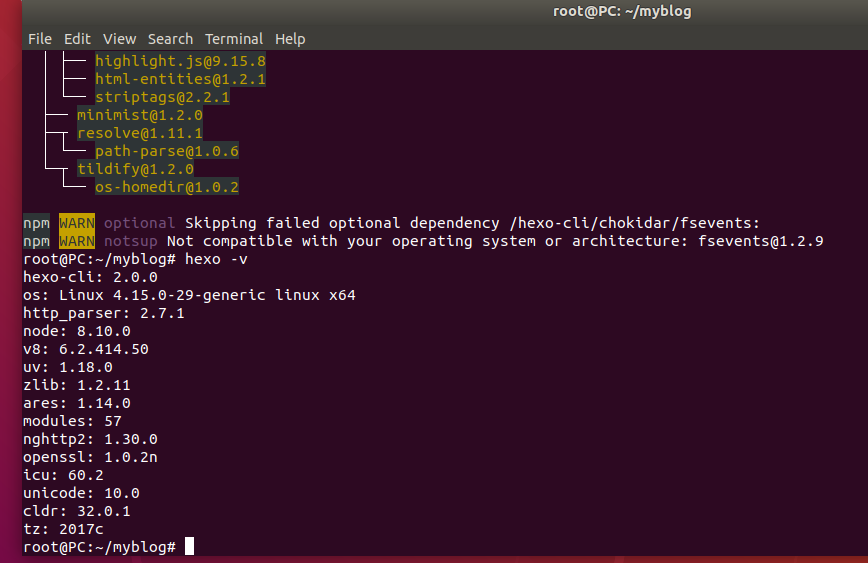 root@PC: ~/myblog
File Edit View Search Terminal Help
highlight.js@9.15.8
html-entities@1.2.1
striptags@2.2.1
minimist@1.2.0
resolve@1.11.1
path-parse@1.0.6
tildify@1.2.0
os-homedir@1.0.2
npm WARN optional Skipping failed optional dependency /hexo-cli/chokidar/fsevents:
npm WARN notsup Not compatible with your operating system or architecture: fsevents@1.2.9
root@PC:~/myblog# hexo -v
hexo-cli: 2.0.0
os: Linux 4.15.0-29-generic linux x64
http_parser: 2.7.1
node: 8.10.0
v8: 6.2.414.50
uv: 1.18.0
zlib: 1.2.11
ares: 1.14.0
modules: 57
nghttp2: 1.30.0
openssl: 1.0.2n
icu: 60.2
unicode: 10.0
cldr: 32.0.1
tz: 2017c
root@PC:~/myblog#